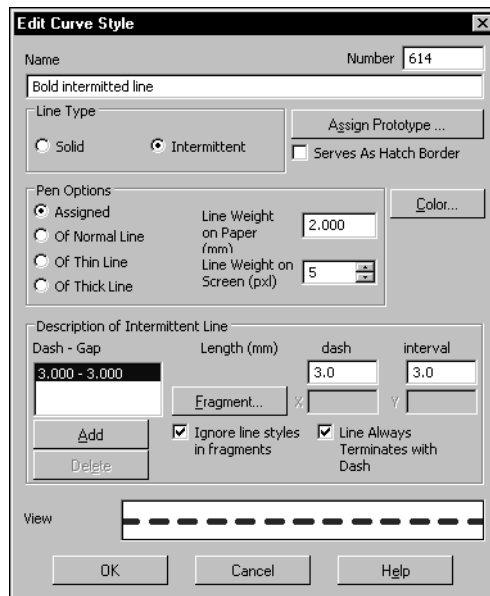 Edit Curve Style
Name
Number 614
Bold intermitted line
Line Type
Solid
Intermittent
Assign Prototype ...
Serves As Hatch Border
Pen Options
Assigned
Of Normal Line
Of Thin Line
Of Thick Line
Line Weight
on Paper
(mm)
2.000
Line Weight on
Screen (pxl)
5
Color...
Description of Intermittent Line
Dash - Gap
Length (mm)
dash
interval
3.000 - 3.000
3.0
3.0
Fragment...
X
Y
Add
Delete
Ignore line styles
in fragments
Line Always
Terminates with
Dash
View
OK
Cancel
Help